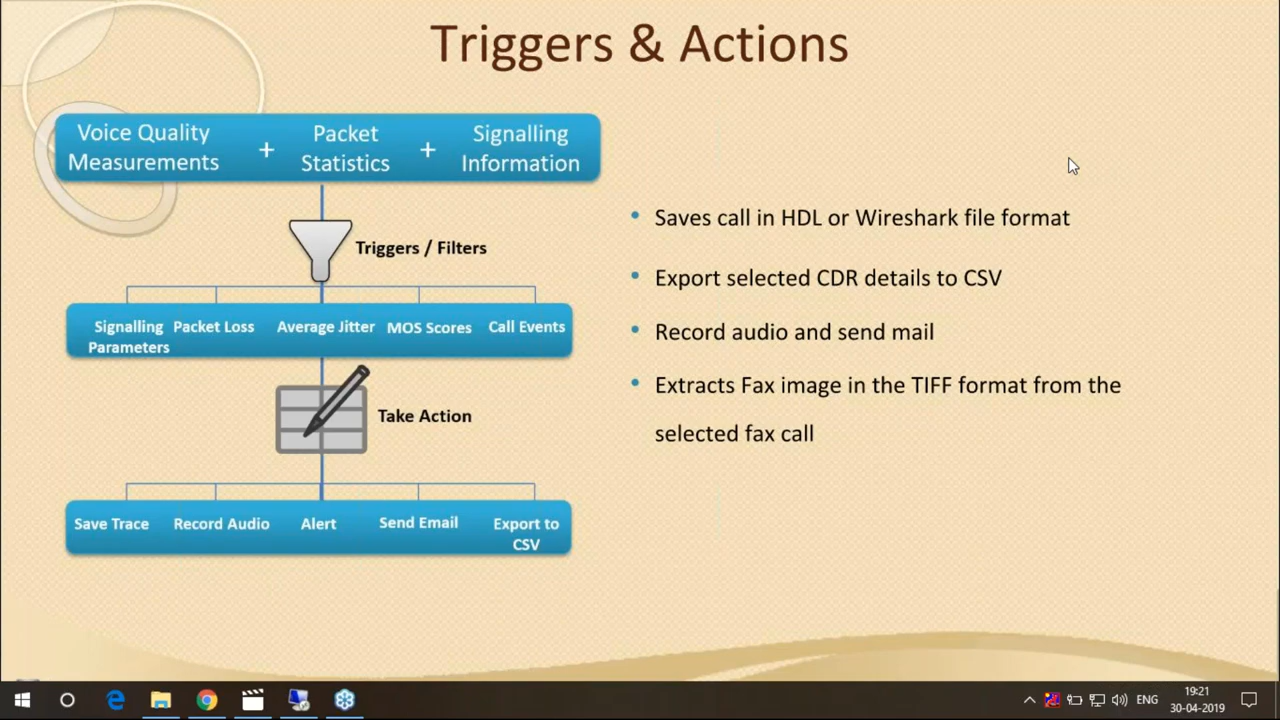 Triggers & Actions
Voice Quality
Measurements
+
Packet
Statistics
+
Signalling
Information
Triggers / Filters
Signalling
Parameters
Packet Loss
Average Jitter
MOS Scores
Call Events
Take Action
Save Trace
Record Audio
Alert
Send Email
Export to
CSV
• Saves call in HDL or Wireshark file format
• Export selected CDR details to CSV
• Record audio and send mail
• Extracts Fax image in the TIFF format from the
selected fax call
ENG
19:21
30-04-2019